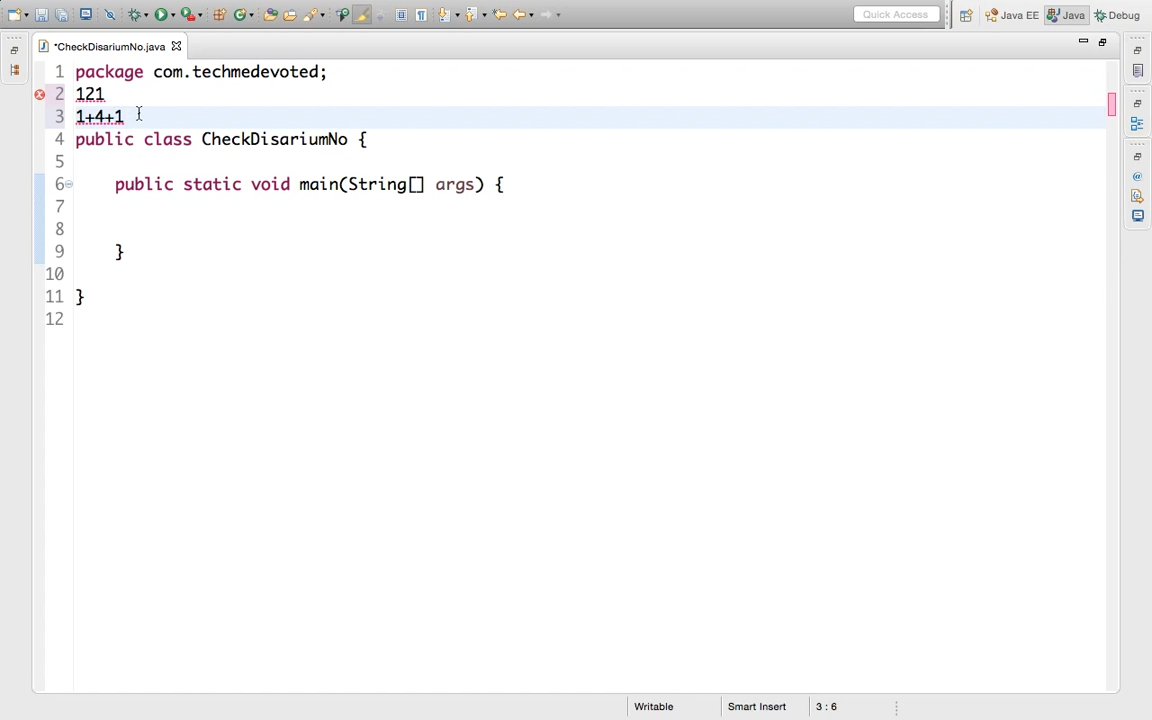 Quick Access
Java EE
Java
Debug
*CheckDisariumNo.java
1 package com.techmedevoted;
2 121
3 1+4+1
4 public class CheckDisariumNo {
5
6 public static void main(String[] args) {
7
8
9 }
10
11 }
12
Writable
Smart Insert
3 : 6